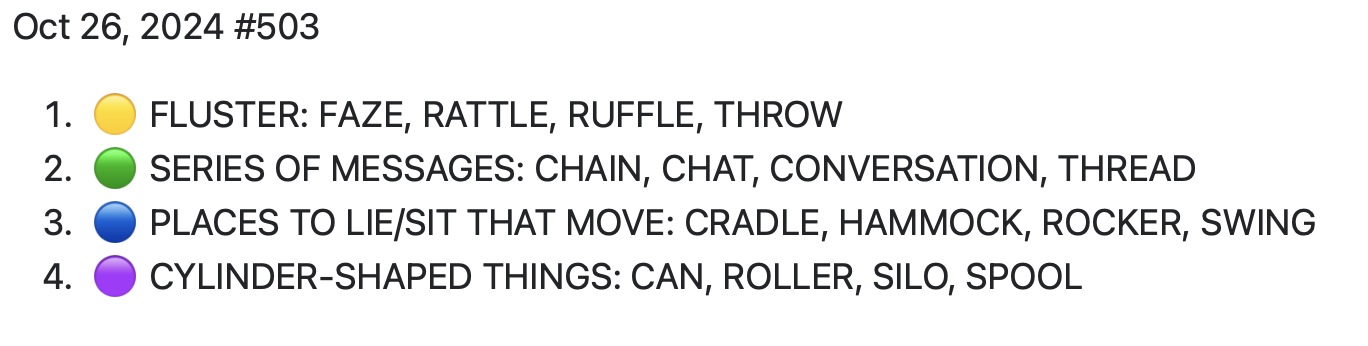 Oct 26, 2024 #503
1. 🟡 FLUSTER: FAZE, RATTLE, RUFFLE, THROW
2. 🟢 SERIES OF MESSAGES: CHAIN, CHAT, CONVERSATION, THREAD
3. 🔵 PLACES TO LIE/SIT THAT MOVE: CRADLE, HAMMOCK, ROCKER, SWING
4. 🟣 CYLINDER-SHAPED THINGS: CAN, ROLLER, SILO, SPOOL